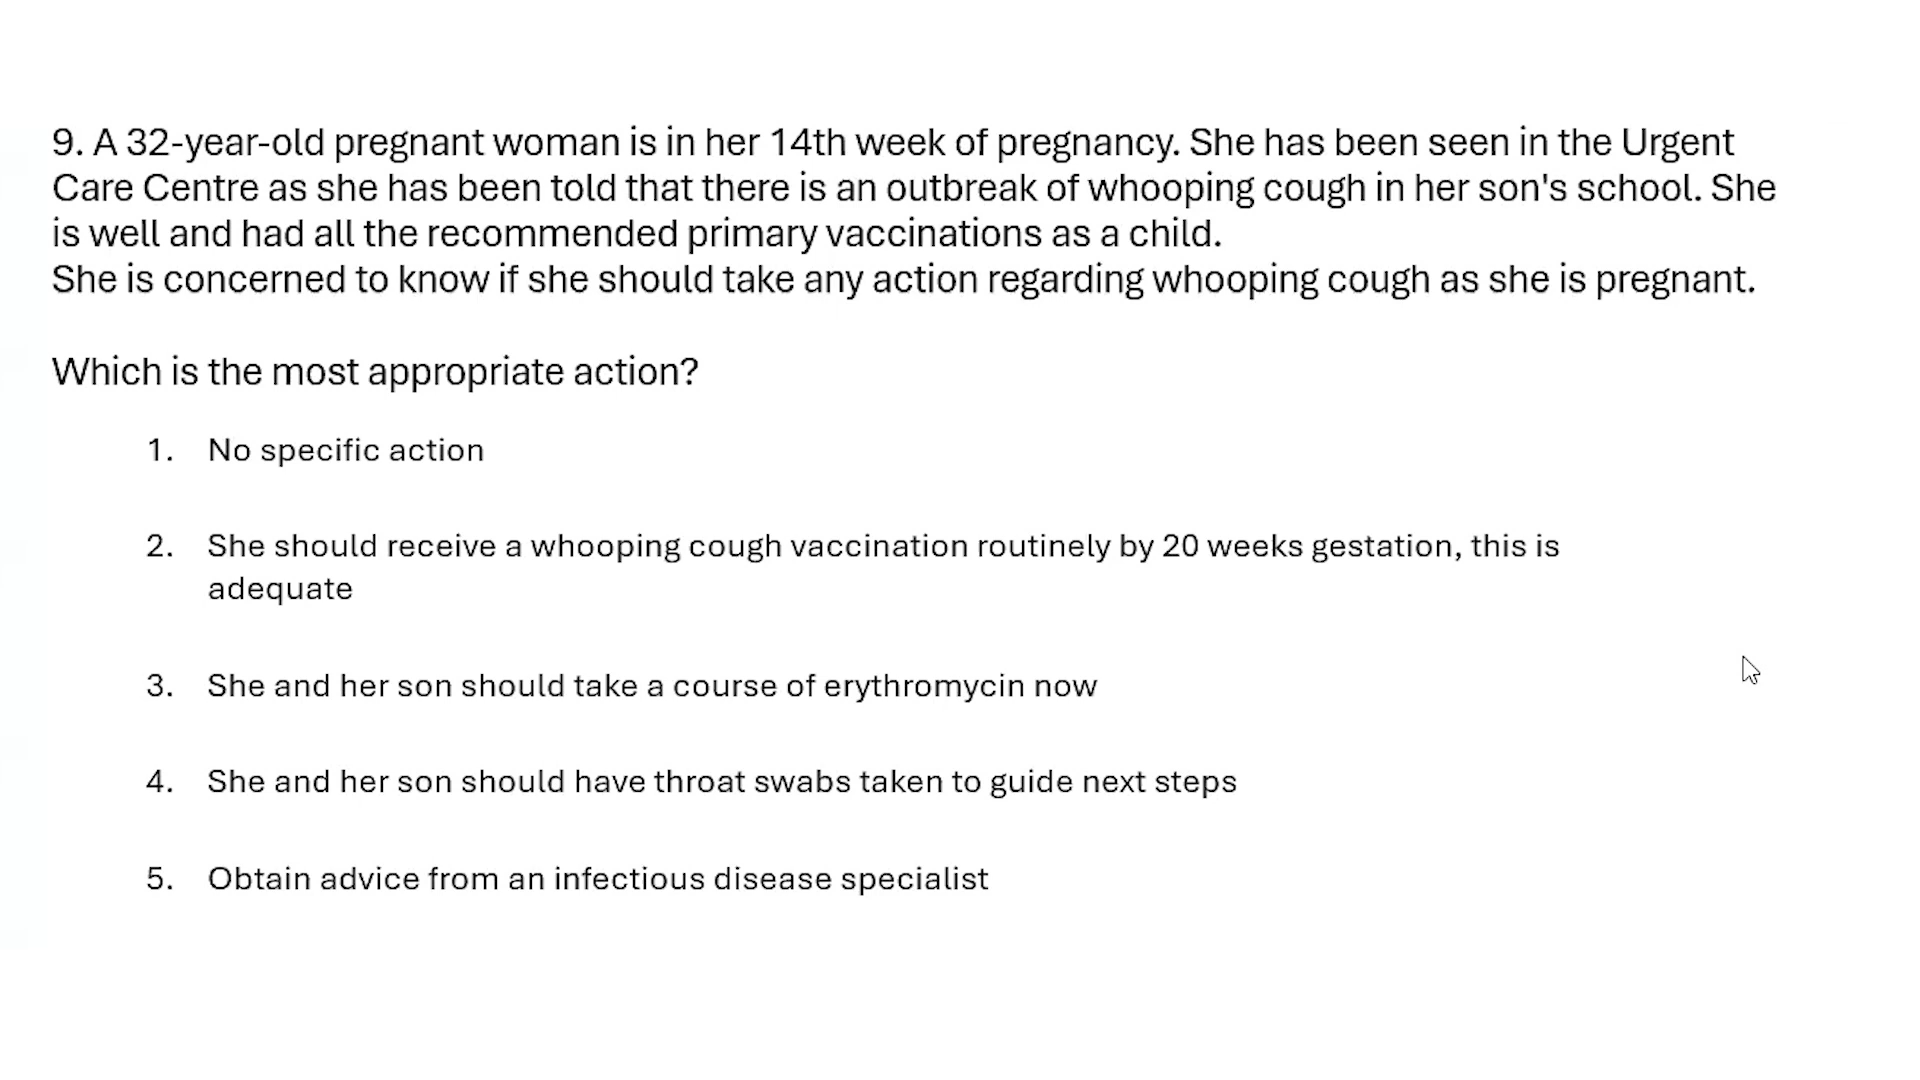 9. A 32-year-old pregnant woman is in her 14th week of pregnancy. She has been seen in the Urgent
Care Centre as she has been told that there is an outbreak of whooping cough in her son's school. She
is well and had all the recommended primary vaccinations as a child.
She is concerned to know if she should take any action regarding whooping cough as she is pregnant.
Which is the most appropriate action?
1. No specific action
2. She should receive a whooping cough vaccination routinely by 20 weeks gestation, this is
adequate
3. She and her son should take a course of erythromycin now
4. She and her son should have throat swabs taken to guide next steps
5. Obtain advice from an infectious disease specialist